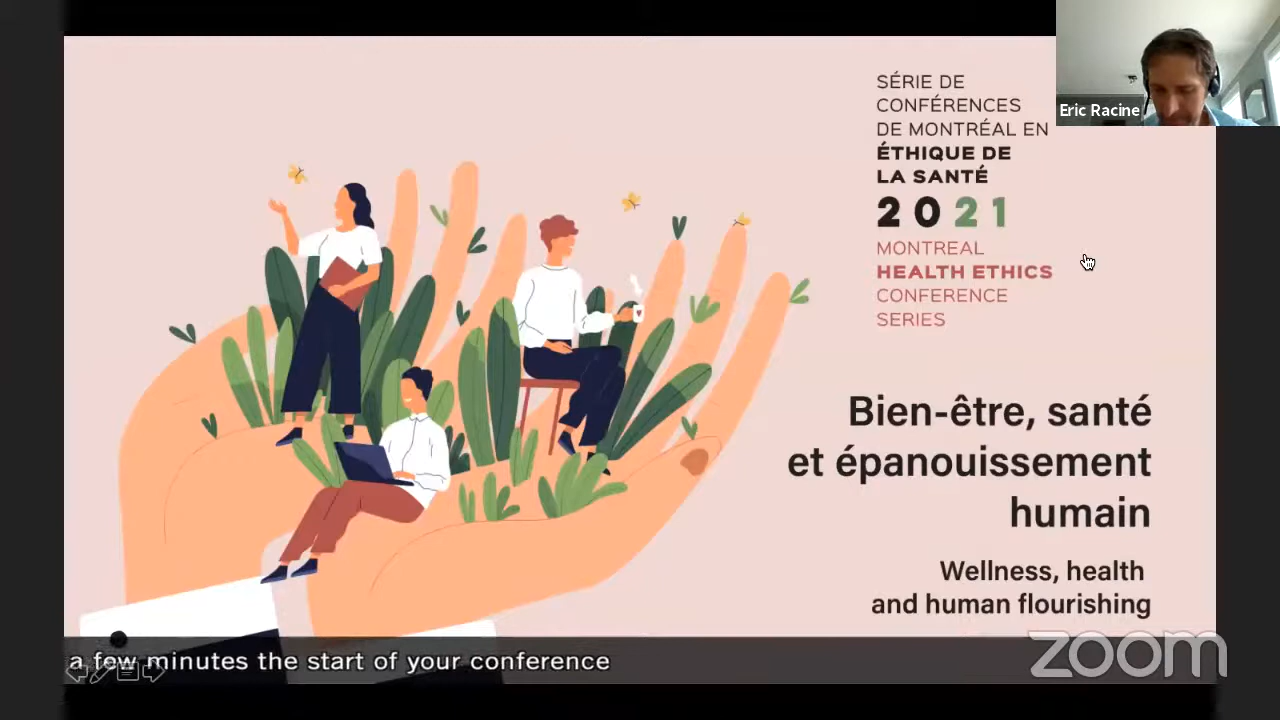 SÉRIE DE
CONFÉRENCES
DE MONTRÉAL EN
ÉTHIQUE DE
LA SANTÉ
2021
MONTREAL
HEALTH ETHICS
CONFERENCE
SERIES
Eric Racine
Bien-être, santé
et épanouissement
humain
Wellness, health
and human flourishing
a few minutes the start of your conference
zoom